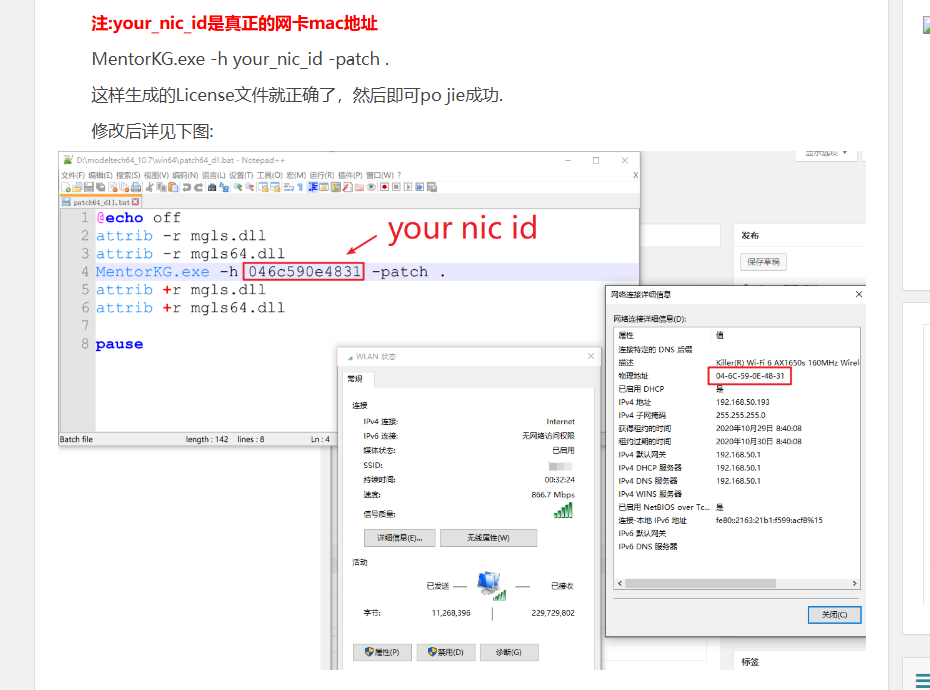 注:your_nic_id是真正的网卡mac地址
MentorKG.exe -h your_nic_id -patch .
这样生成的License文件就正确了，然后即可po jie成功.
修改后详见下图:
D:\modeltech64_10.7\win64\patch64_dll.bat - Notepad++
文件(F) 编辑(E) 搜索(S) 视图(V) 编码(N) 语言(L) 设置(T) 工具(O) 宏(M) 运行(R) 插件(P) 窗口(W) ?
X
patch64_dll.bat
1 @echo off
2 attrib -r mgls.dll
3 attrib -r mgls64.dll
4 MentorKG.exe -h 046c590e4831 -patch .
5 attrib +r mgls.dll
6 attrib +r mgls64.dll
7
8 pause
your nic id
Batch file length : 142 lines : 8 Ln : 4
显示选项
发布
保存草稿
WLAN 状态
常规
连接
IPv4 连接: Internet
IPv6 连接: 无网络访问权限
媒体状态: 已启用
SSID:
持续时间: 00:32:24
速度: 866.7 Mbps
信号质量:
详细信息(E)... 无线属性(W)
活动
已发送 — — 已接收
字节: 11,268,396 229,729,802
属性(P) 禁用(D) 诊断(G)
网络连接详细信息
网络连接详细信息(D):
属性 值
连接特定的 DNS 后缀
描述 Killer(R) Wi-Fi 6 AX1650s 160MHz Wirel
物理地址 04-6C-59-0E-48-31
已启用 DHCP 是
IPv4 地址 192.168.50.193
IPv4 子网掩码 255.255.255.0
获得租约的时间 2020年10月29日 8:40:08
租约过期的时间 2020年10月30日 8:40:08
IPv4 默认网关 192.168.50.1
IPv4 DHCP 服务器 192.168.50.1
IPv4 DNS 服务器 192.168.50.1
IPv4 WINS 服务器
已启用 NetBIOS over Tc... 是
连接-本地 IPv6 地址 fe80::2163:21b1:f599:acf8%15
IPv6 默认网关
IPv6 DNS 服务器
关闭(C)
标签